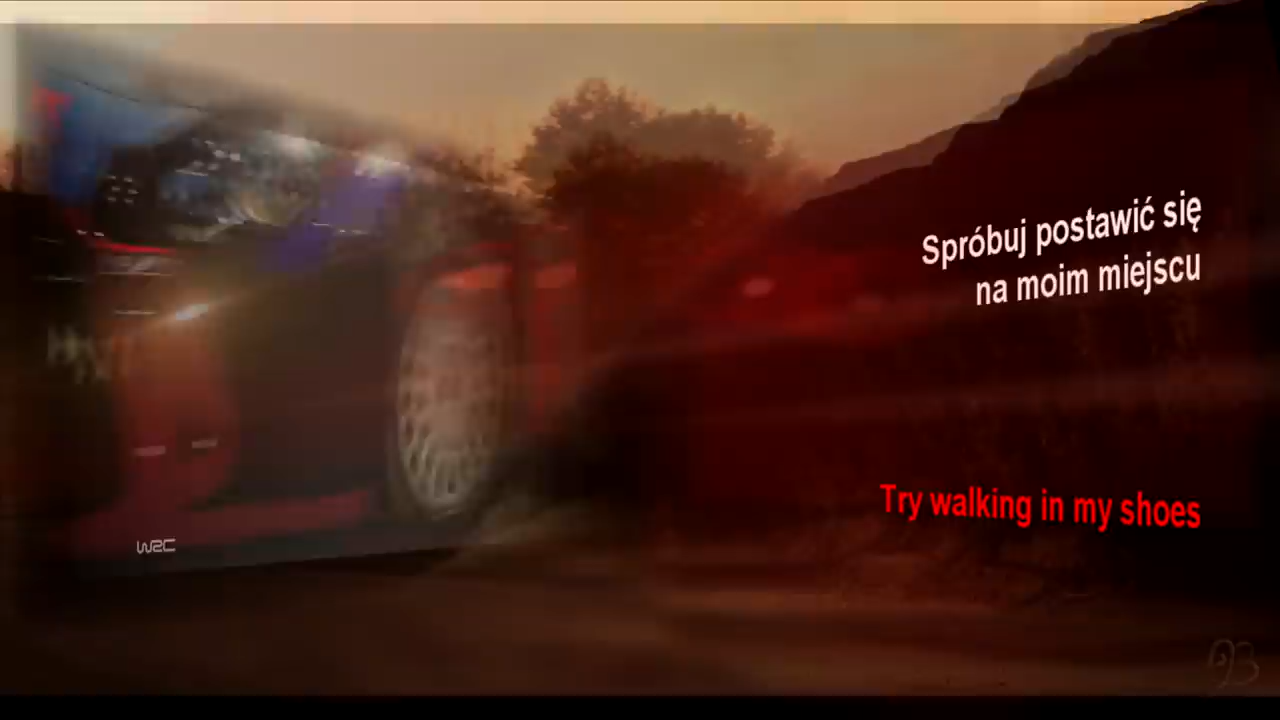 Spróbuj postawić się
na moim miejscu
Try walking in my shoes
WRC